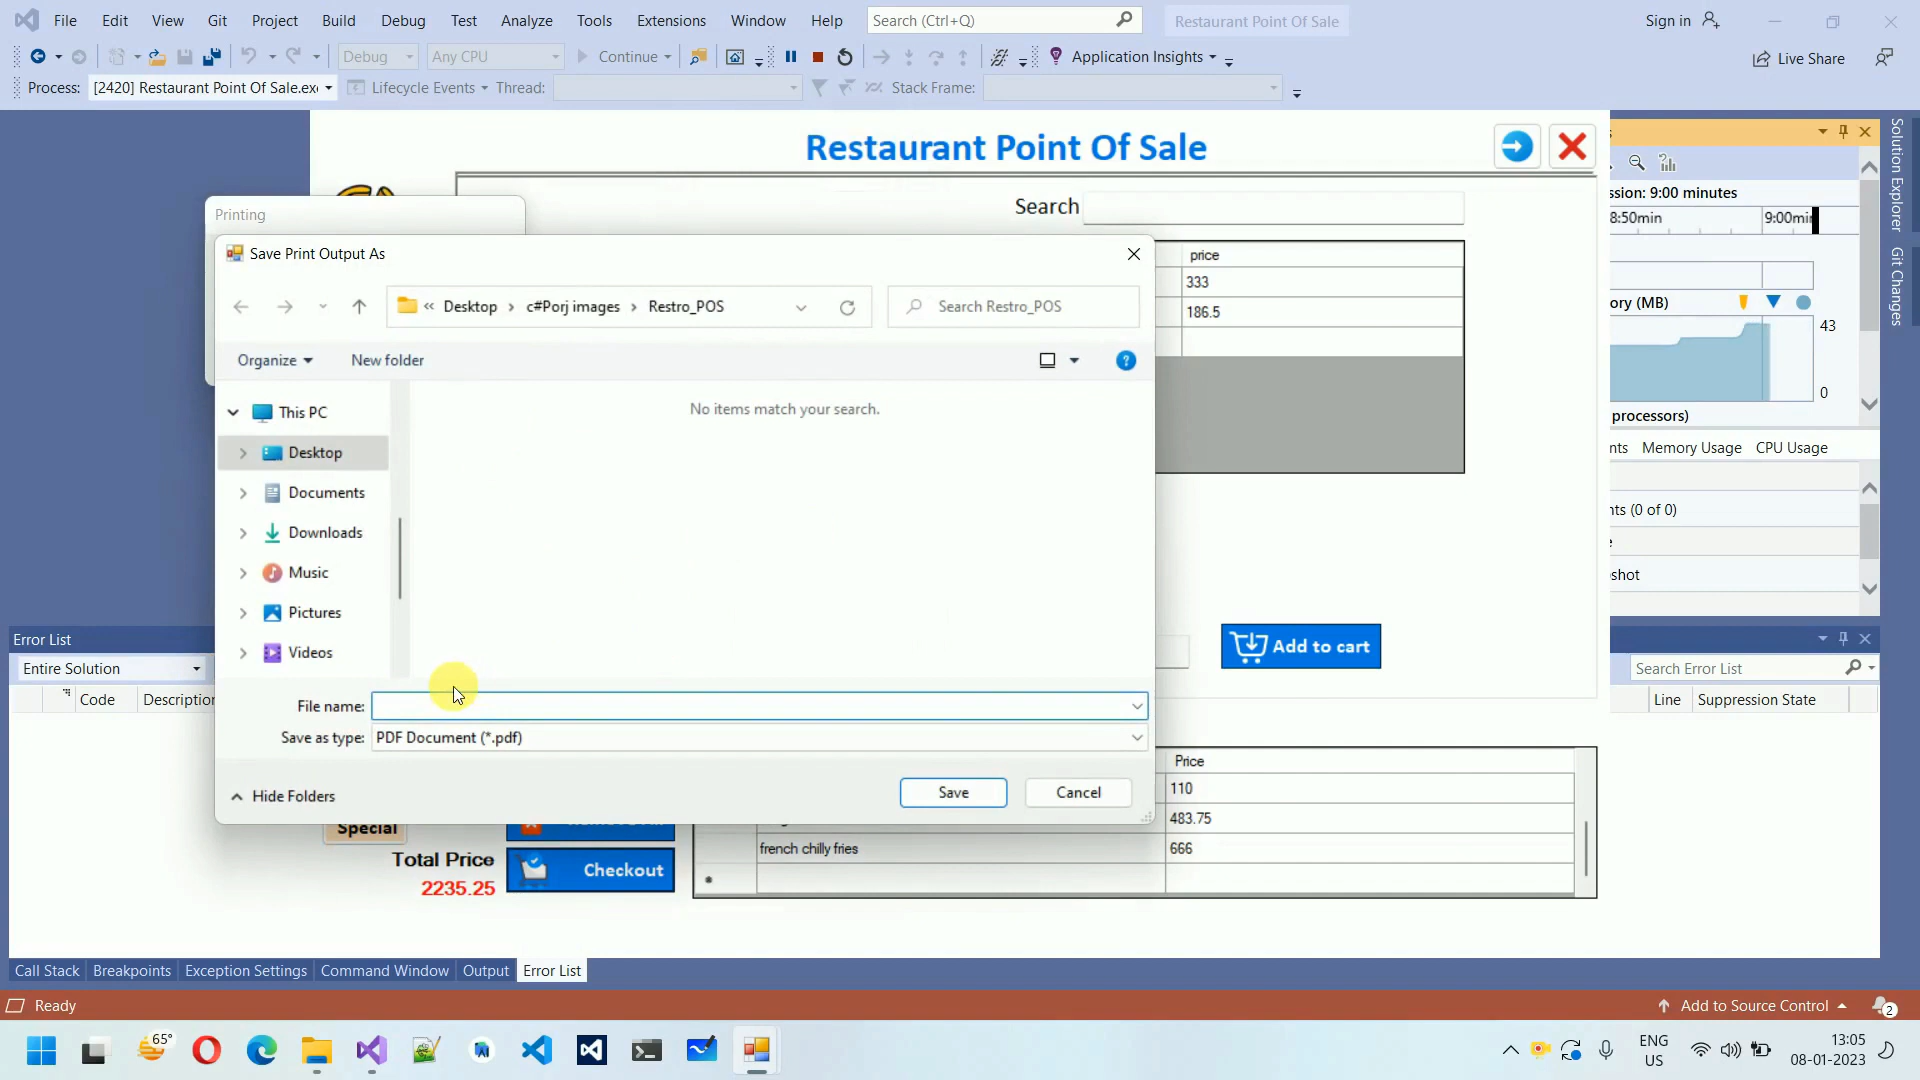 File Edit View Git Project Build Debug Test Analyze Tools Extensions Window Help Search (Ctrl+Q) Restaurant Point Of Sale Sign in
Debug Any CPU Continue Application Insights Live Share
Process: [2420] Restaurant Point Of Sale.exe Lifecycle Events Thread: Stack Frame:
Restaurant Point Of Sale
Solution Explorer
Git Changes
Printing
Search
ssion: 9:00 minutes
8:50min 9:00min
Save Print Output As
price
333
186.5
Desktop c#Porj images Restro_POS Search Restro_POS
ory (MB)
43
0
Organize New folder
processors)
No items match your search.
This PC
Desktop
Documents
Downloads
Music
Pictures
Videos
nts Memory Usage CPU Usage
nts (0 of 0)
e
shot
Error List
Entire Solution
Code Description
Add to cart
Search Error List
Line Suppression State
File name:
Save as type: PDF Document (*.pdf)
Hide Folders Save Cancel
Price
110
483.75
french chilly fries 666
Special
Total Price
2235.25
Checkout
Call Stack Breakpoints Exception Settings Command Window Output Error List
Ready Add to Source Control 2
65°
ENG
US
13:05
08-01-2023